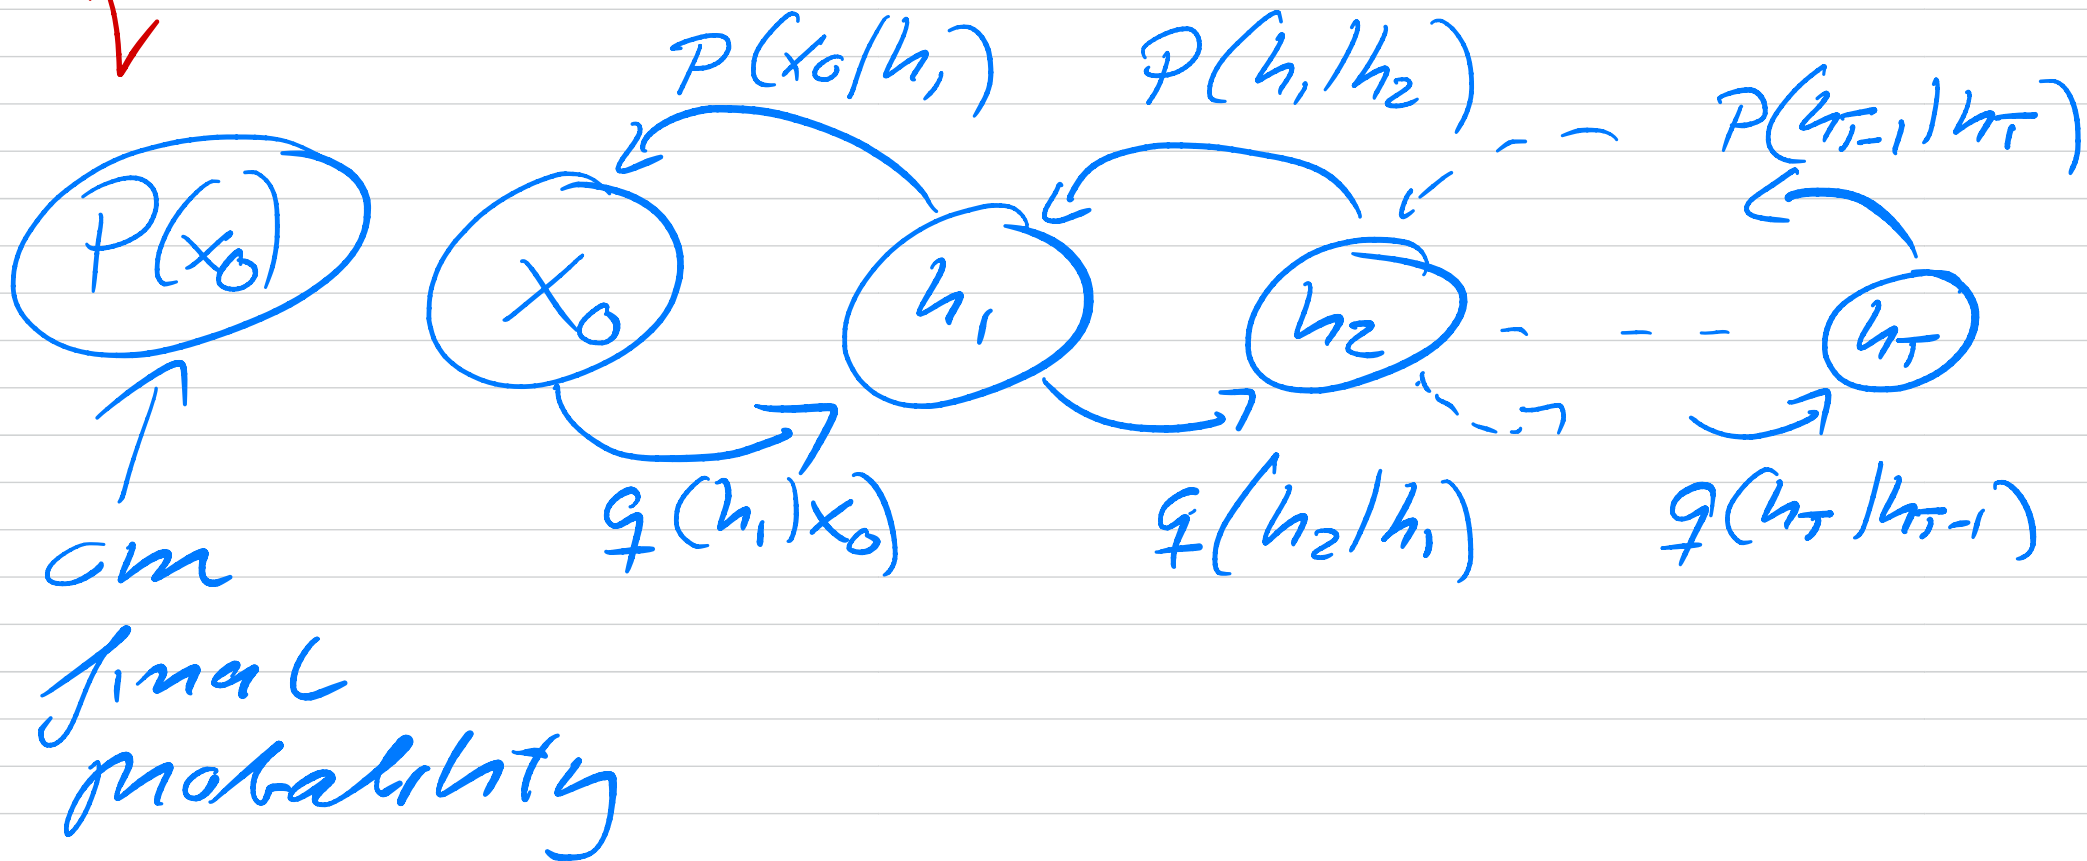 P(x0/h1) P(h1/h2) P(hT-1/hT)
P(x0) x0 h1 h2 hT
q(h1|x0) q(h2/h1) q(hT/hT-1)
final
probability